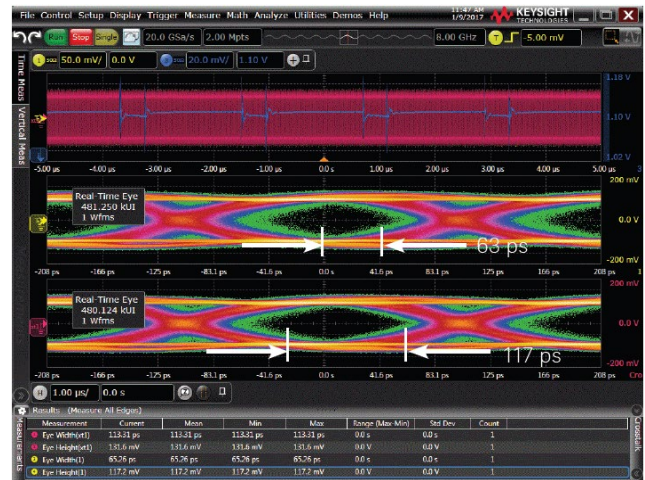 File Control Setup Display Trigger Measure Math Analyze Utilities Demos Help
11:47 AM
1/9/2017
KEYSIGHT
TECHNOLOGIES
Run Stop Single 20.0 GSa/s 2.00 Mpts 8.00 GHz T -5.00 mV
1 50.0 mV/ 0.0 V 20.0 mV/ 1.10 V
Time Meas
Vertical Meas
1.18 V
1.10 V
1.02 V
-5.00 µs -4.00 µs -3.00 µs -2.00 µs -1.00 µs 0.0 s 1.00 µs 2.00 µs 3.00 µs 4.00 µs 5.00 µs
200 mV
Real-Time Eye
481.250 kUI
1 Wfms
0.0 V
63 ps
-200 mV
-208 ps -166 ps -125 ps -83.1 ps -41.6 ps 0.0 s 41.6 ps 83.1 ps 125 ps 166 ps 208 ps 1
200 mV
Real-Time Eye
480.124 kUI
1 Wfms
0.0 V
117 ps
-200 mV
-208 ps -166 ps -125 ps -83.1 ps -41.6 ps 0.0 s 41.6 ps 83.1 ps 125 ps 166 ps 208 ps Cro
H 1.00 µs/ 0.0 s
Results (Measure All Edges)
Measurement Current Mean Min Max Range (Max-Min) Std Dev Count
Eye Width(xt1) 113.31 ps 113.31 ps 113.31 ps 113.31 ps 0.0 s 0.0 s 1
Eye Height(xt1) 131.6 mV 131.6 mV 131.6 mV 131.6 mV 0.0 V 0.0 V 1
Eye Width(1) 65.26 ps 65.26 ps 65.26 ps 65.26 ps 0.0 s 0.0 s 1
Eye Height(1) 117.2 mV 117.2 mV 117.2 mV 117.2 mV 0.0 V 0.0 V 1
Measurements
Crosstalk